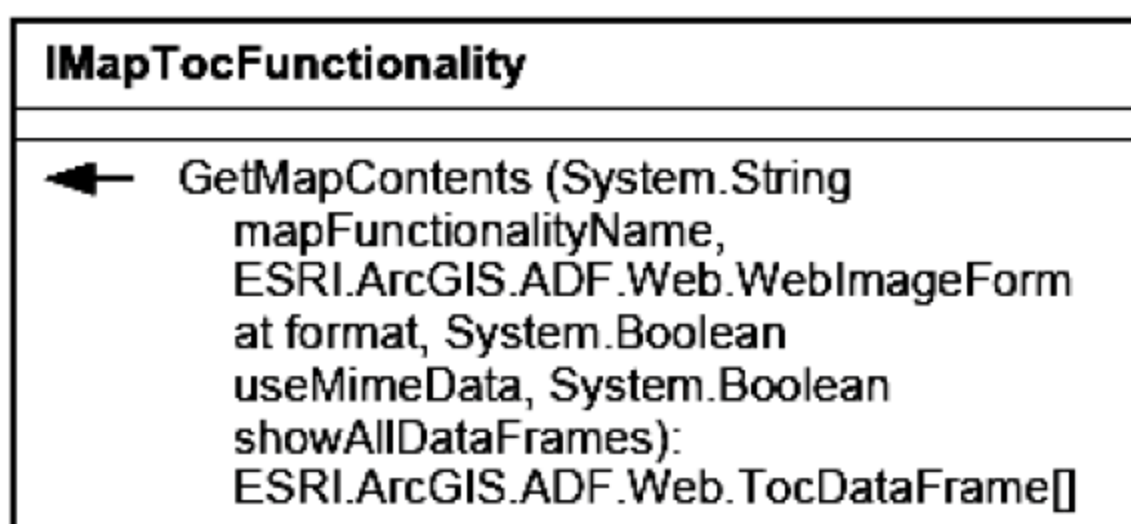 IMapTocFunctionality
GetMapContents (System.String
mapFunctionalityName,
ESRI.ArcGIS.ADF.Web.WebImageForm
at format, System.Boolean
useMimeData, System.Boolean
showAllDataFrames):
ESRI.ArcGIS.ADF.Web.TocDataFrame[]